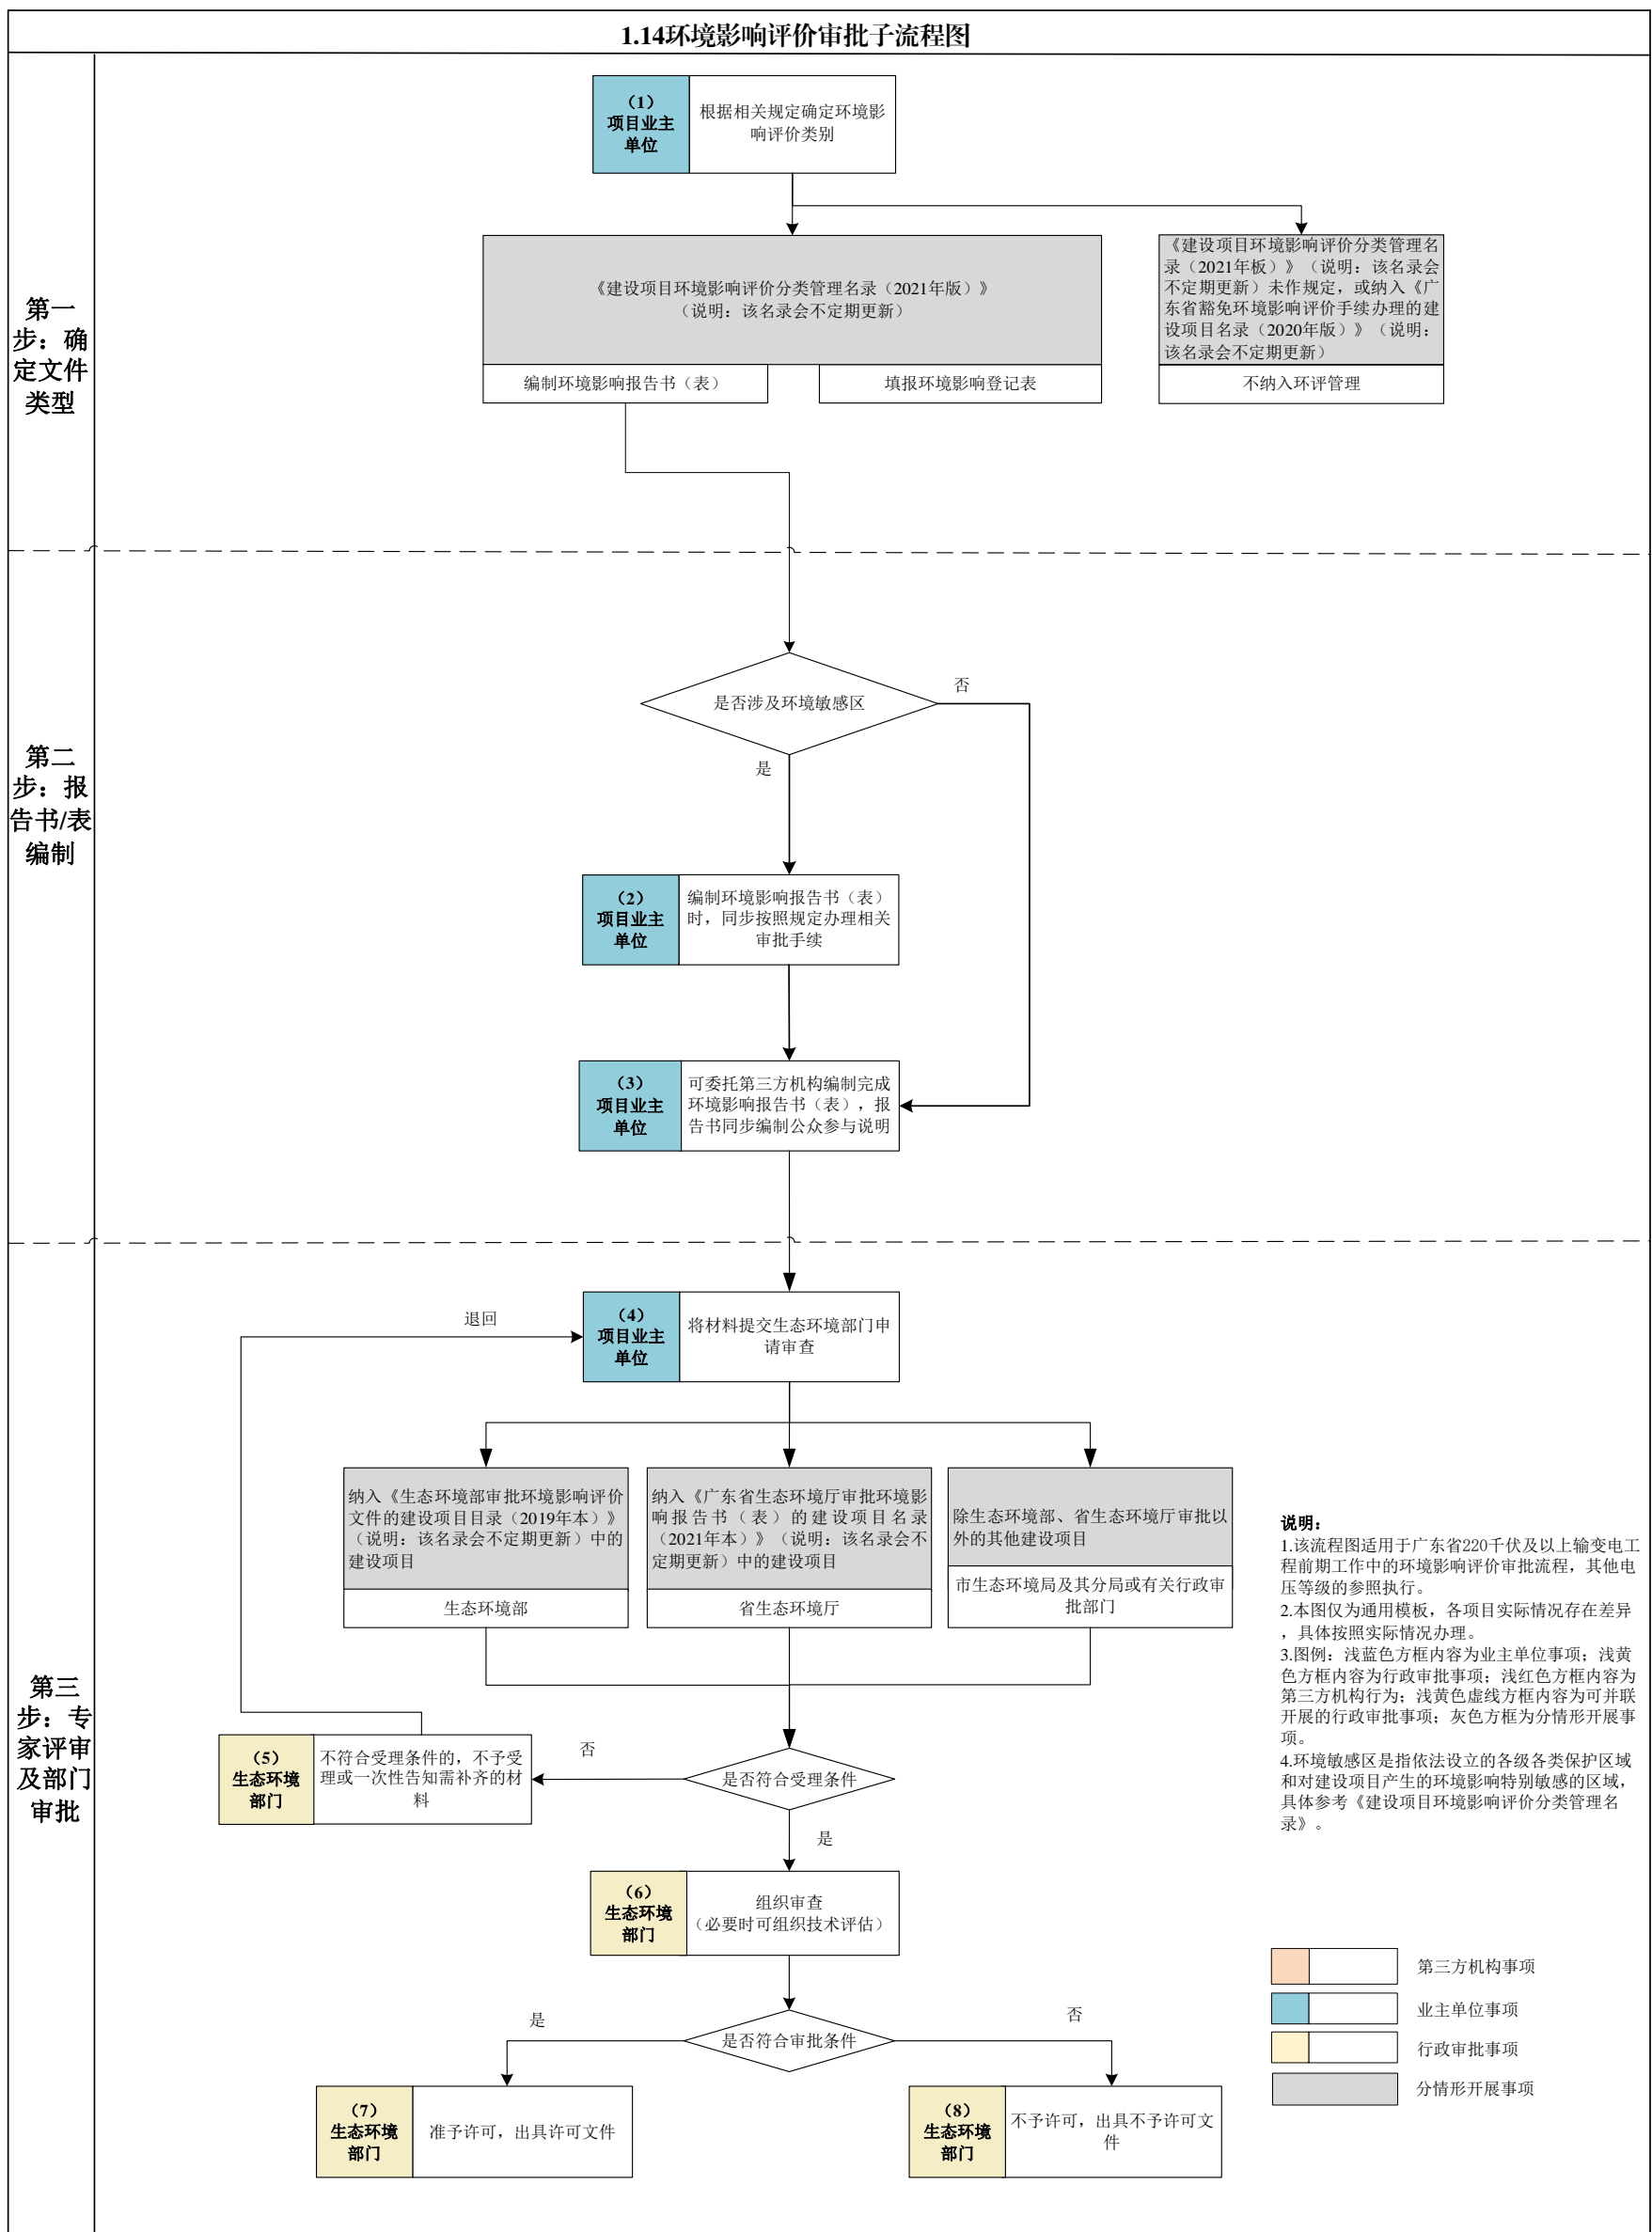 1.14环境影响评价审批子流程图
第一
步：确
定文件
类型
（1）
项目业主
单位
根据相关规定确定环境影
响评价类别
《建设项目环境影响评价分类管理名录（2021年版）》
（说明：该名录会不定期更新）
编制环境影响报告书（表）
填报环境影响登记表
《建设项目环境影响评价分类管理名
录（2021年板）》（说明：该名录会
不定期更新）未作规定，或纳入《广
东省豁免环境影响评价手续办理的建
设项目名录（2020年版）》（说明：
该名录会不定期更新）
不纳入环评管理
第二
步：报
告书/表
编制
是否涉及环境敏感区
否
是
（2）
项目业主
单位
编制环境影响报告书（表）
时，同步按照规定办理相关
审批手续
（3）
项目业主
单位
可委托第三方机构编制完成
环境影响报告书（表），报
告书同步编制公众参与说明
第三
步：专
家评审
及部门
审批
退回
（4）
项目业主
单位
将材料提交生态环境部门申
请审查
纳入《生态环境部审批环境影响评价
文件的建设项目目录（2019年本）》
（说明：该名录会不定期更新）中的
建设项目
生态环境部
纳入《广东省生态环境厅审批环境影
响报告书（表）的建设项目名录
（2021年本）》（说明：该名录会不
定期更新）中的建设项目
省生态环境厅
除生态环境部、省生态环境厅审批以
外的其他建设项目
市生态环境局及其分局或有关行政审
批部门
（5）
生态环境
部门
不符合受理条件的，不予受
理或一次性告知需补齐的材
料
否
是否符合受理条件
是
（6）
生态环境
部门
组织审查
（必要时可组织技术评估）
是
是否符合审批条件
否
（7）
生态环境
部门
准予许可，出具许可文件
（8）
生态环境
部门
不予许可，出具不予许可文
件
说明：
1.该流程图适用于广东省220千伏及以上输变电工
程前期工作中的环境影响评价审批流程，其他电
压等级的参照执行。
2.本图仅为通用模板，各项目实际情况存在差异
，具体按照实际情况办理。
3.图例：浅蓝色方框内容为业主单位事项；浅黄
色方框内容为行政审批事项；浅红色方框内容为
第三方机构行为；浅黄色虚线方框内容为可并联
开展的行政审批事项；灰色方框为分情形开展事
项。
4.环境敏感区是指依法设立的各级各类保护区域
和对建设项目产生的环境影响特别敏感的区域，
具体参考《建设项目环境影响评价分类管理名
录》。
第三方机构事项
业主单位事项
行政审批事项
分情形开展事项